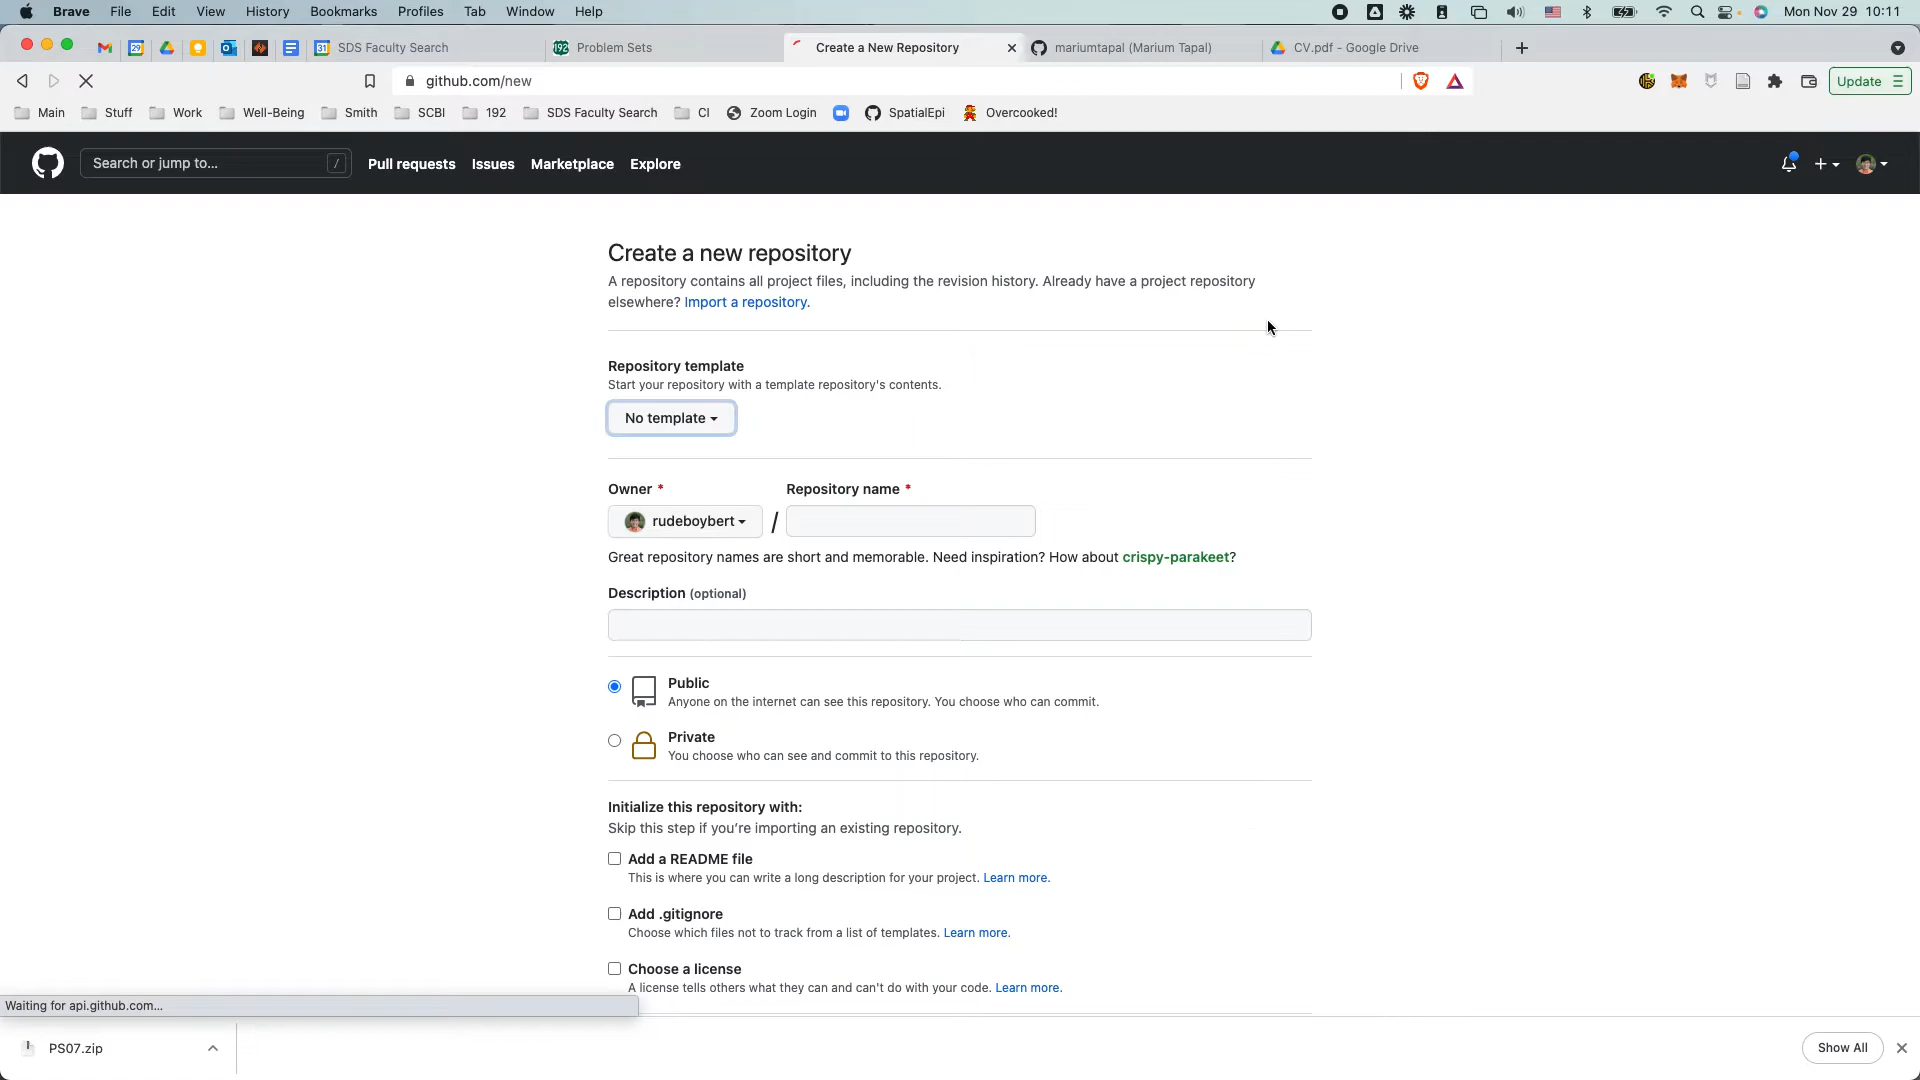 Brave File Edit View History Bookmarks Profiles Tab Window Help Mon Nov 29 10:11
SDS Faculty Search Problem Sets Create a New Repository mariumtapal (Marium Tapal) CV.pdf - Google Drive
github.com/new Update
Main Stuff Work Well-Being Smith SCBI 192 SDS Faculty Search CI Zoom Login SpatialEpi Overcooked!
Search or jump to... / Pull requests Issues Marketplace Explore
Create a new repository
A repository contains all project files, including the revision history. Already have a project repository
elsewhere? Import a repository.
Repository template
Start your repository with a template repository's contents.
No template
Owner * Repository name *
rudeboybert /
Great repository names are short and memorable. Need inspiration? How about crispy-parakeet?
Description (optional)
Public
Anyone on the internet can see this repository. You choose who can commit.
Private
You choose who can see and commit to this repository.
Initialize this repository with:
Skip this step if you're importing an existing repository.
Add a README file
This is where you can write a long description for your project. Learn more.
Add .gitignore
Choose which files not to track from a list of templates. Learn more.
Choose a license
A license tells others what they can and can't do with your code. Learn more.
Waiting for api.github.com...
PS07.zip Show All